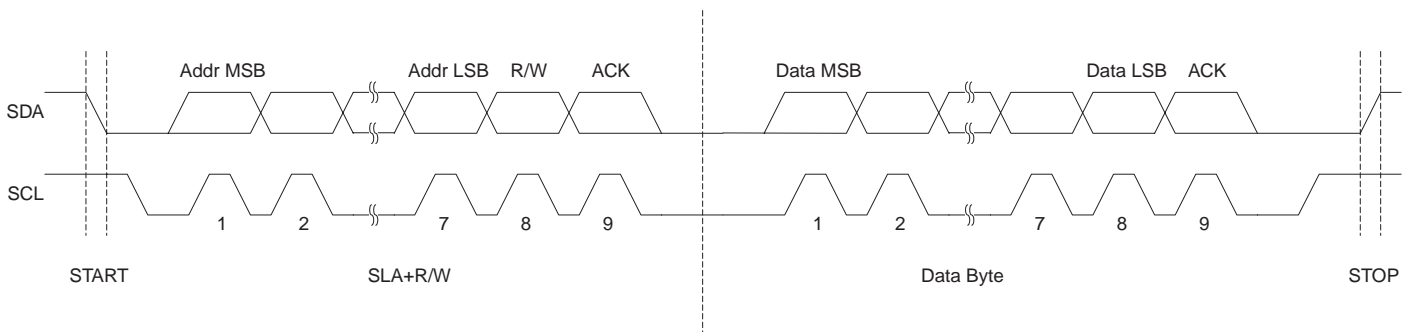 Addr MSB Addr LSB R/W ACK Data MSB Data LSB ACK
SDA
SCL
1 2 7 8 9 1 2 7 8 9
START SLA+R/W Data Byte STOP